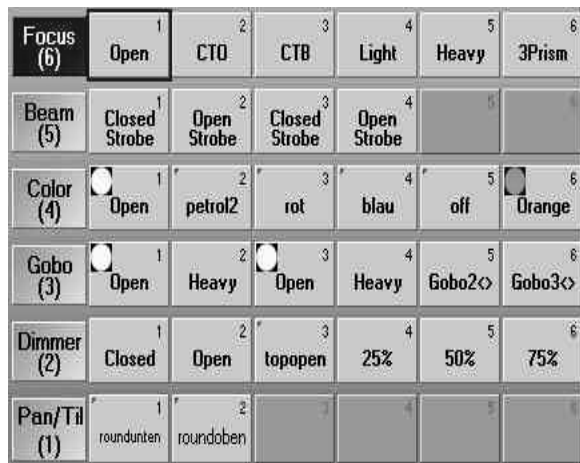 Focus (6) 1 Open 2 CTO 3 CTB 4 Light 5 Heavy 6 3Prism
Beam (5) 1 Closed Strobe 2 Open Strobe 3 Closed Strobe 4 Open Strobe 5 6
Color (4) 1 Open 2 petrol2 3 rot 4 blau 5 off 6 Orange
Gobo (3) 1 Open 2 Heavy 3 Open 4 Heavy 5 Gobo2<> 6 Gobo3<>
Dimmer (2) 1 Closed 2 Open 3 topopen 4 25% 5 50% 6 75%
Pan/Til (1) 1 roundunten 2 roundoben 3 4 5 6